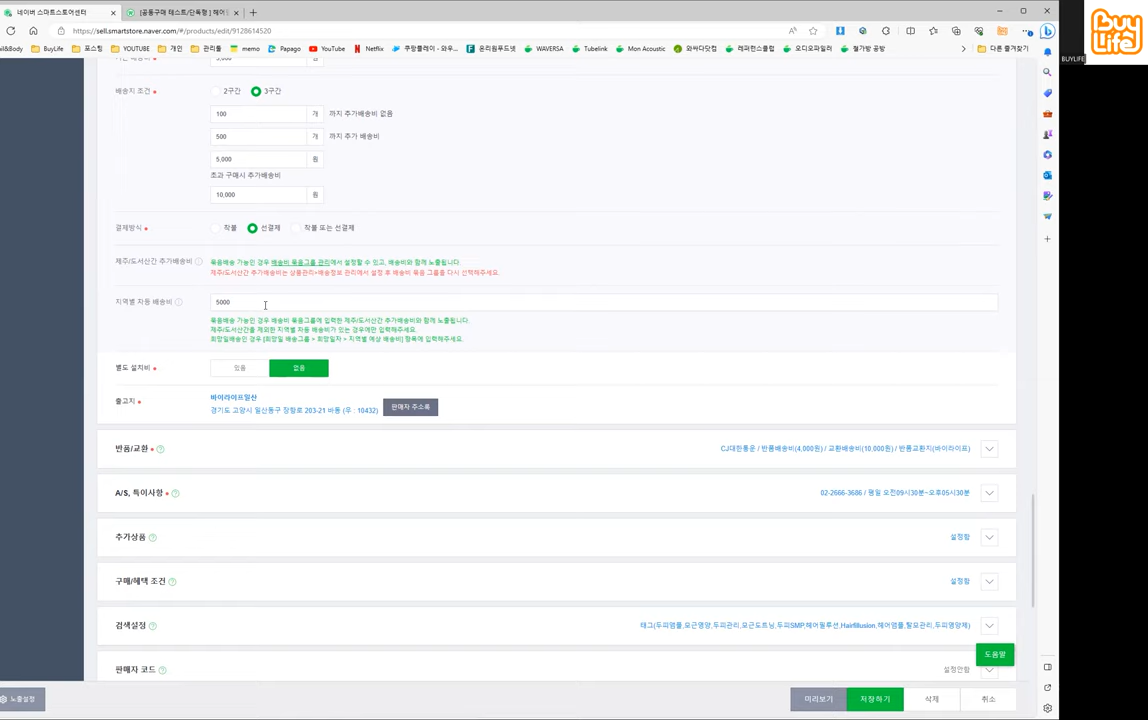 네이버 스마트스토어센터
[공동구매 테스트/단독형 ] 헤어
https://sell.smartstore.naver.com/#/products/edit/9128614520
ail&Body BuyLife 포스팅 YOUTUBE 개인 관리툴 memo Papago YouTube Netflix 쿠팡플레이 - 와우... 온리원푸드넷 WAVERSA Tubelink Mon Acoustic 와싸다닷컴 레퍼런스클럽 오디오파일러 쩔가방 공방 다른 즐겨찾기
Buy Life
BUYLIFE
배송지 조건 • 2구간 3구간
100 개 까지 추가배송비 없음
500 개 까지 추가 배송비
5,000 원
초과 구매시 추가배송비
10,000 원
결제방식 • 착불 선결제 착불 또는 선결제
제주/도서산간 추가배송비
묶음배송 가능인 경우 배송비 묶음그룹 관리에서 설정할 수 있고, 배송비와 함께 노출됩니다.
제주/도서산간 추가배송비는 상품관리>배송정보 관리에서 설정 후 배송비 묶음 그룹을 다시 선택해주세요.
지역별 차등 배송비 5000
묶음배송 가능인 경우 배송비 묶음그룹에 입력한 제주/도서산간 추가배송비와 함께 노출됩니다.
제주/도서산간을 제외한 지역별 차등 배송비가 있는 경우에만 입력해주세요.
희망일배송인 경우 [희망일 배송그룹 > 희망일자 > 지역별 예상 배송비] 항목에 입력해주세요.
별도 설치비 • 있음 없음
출고지 • 바이라이프일산
경기도 고양시 일산동구 장항로 203-21 바동 (우 : 10432) 판매자 주소록
반품/교환 • CJ대한통운 / 반품배송비(4,000원) / 교환배송비(10,000원) / 반품교환지(바이라이프)
A/S, 특이사항 • 02-2666-3686 / 평일 오전09시30분~오후05시30분
추가상품 설정함
구매/혜택 조건 설정함
검색설정 태그(두피앰플,모근영양,두피관리,모근도트닝,두피SMP,헤어필루션,Hairfillusion,헤어앰플,탈모관리,두피영양제)
도움말
판매자 코드 설정안함
노출설정 미리보기 저장하기 삭제 취소